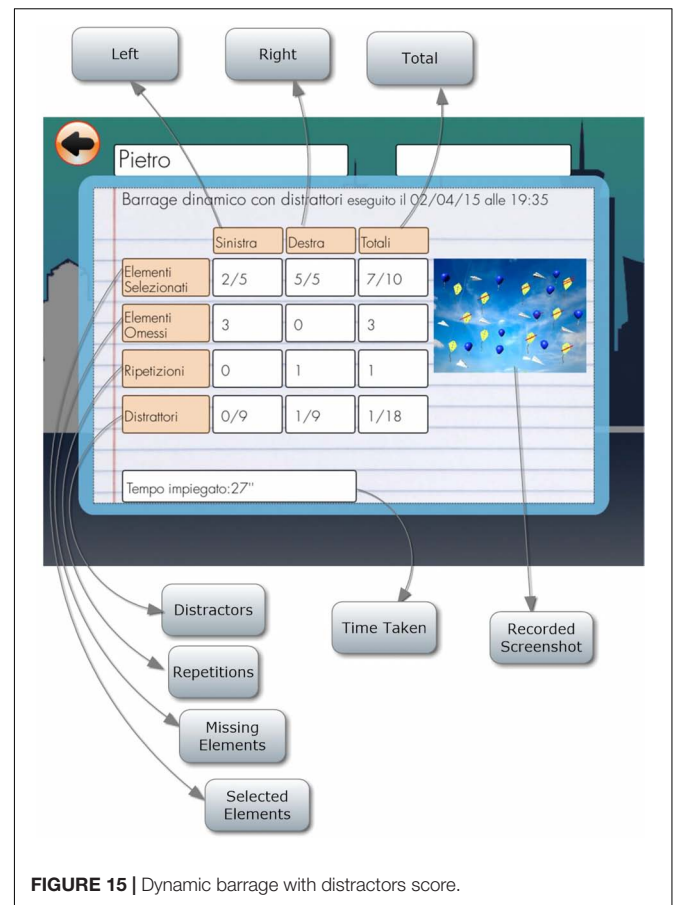 Left
Right
Total
Pietro
Barrage dinamico con distrattori eseguito il 02/04/15 alle 19:35
Sinistra Destra Totali
Elementi
Selezionati 2/5 5/5 7/10
Elementi
Omessi 3 0 3
Ripetizioni 0 1 1
Distrattori 0/9 1/9 1/18
Tempo impiegato:27"
Distractors
Time Taken
Recorded
Screenshot
Repetitions
Missing
Elements
Selected
Elements
FIGURE 15 | Dynamic barrage with distractors score.